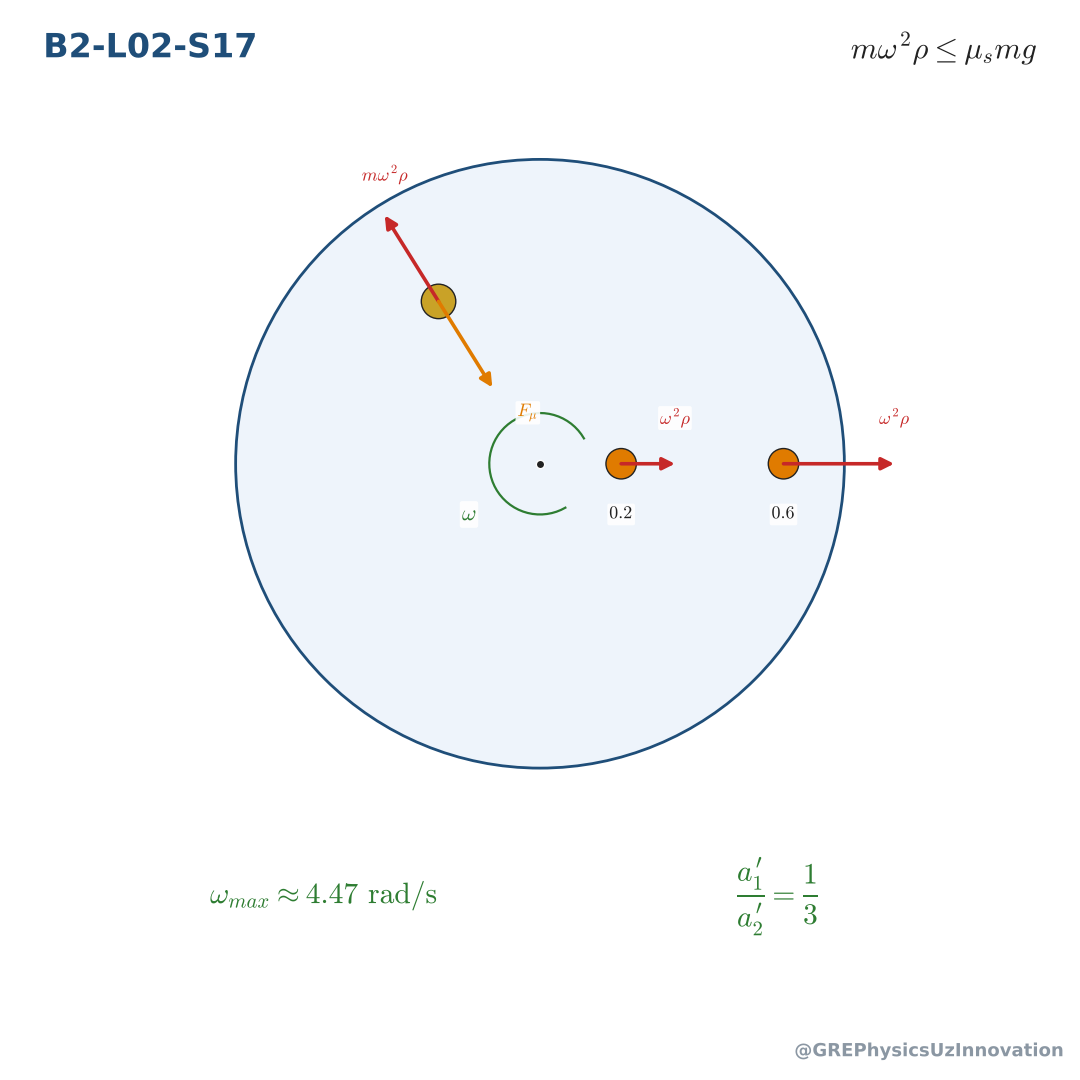 B2-L02-S17
mω²ρ ≤ μₛmg
mω²ρ
F_μ
ω²ρ
ω²ρ
ω
0.2
0.6
ω_max ≈ 4.47 rad/s
a′₁/a′₂ = 1/3
@GREPhysicsUzInnovation